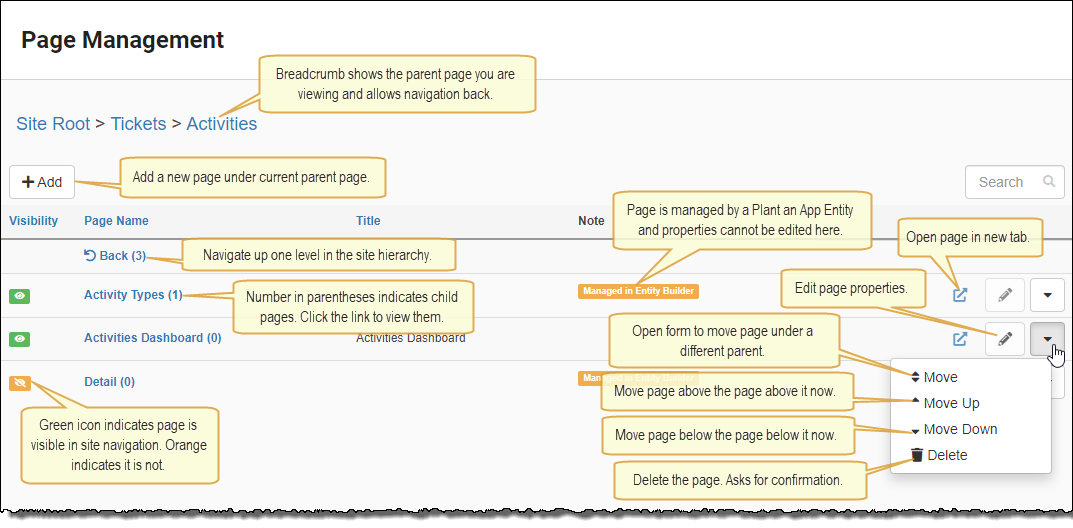 Page Management
Breadcrumb shows the parent page you are
viewing and allows navigation back.
Site Root > Tickets > Activities
Add
Add a new page under current parent page.
Search
Page is managed by a Plant an App Entity
and properties cannot be edited here.
Visibility Page Name Title Note
Open page in new tab.
Back (3)
Navigate up one level in the site hierarchy.
Activity Types (1)
Number in parentheses indicates child
pages. Click the link to view them.
Managed in Entity Builder
Edit page properties.
Activities Dashboard (0)
Activities Dashboard
Open form to move page under a
different parent.
Detail (0)
Move
Move page above the page above it now.
Move Up
Green icon indicates page is
visible in site navigation. Orange
indicates it is not.
Move page below the page below it now.
Move Down
Delete the page. Asks for confirmation.
Delete